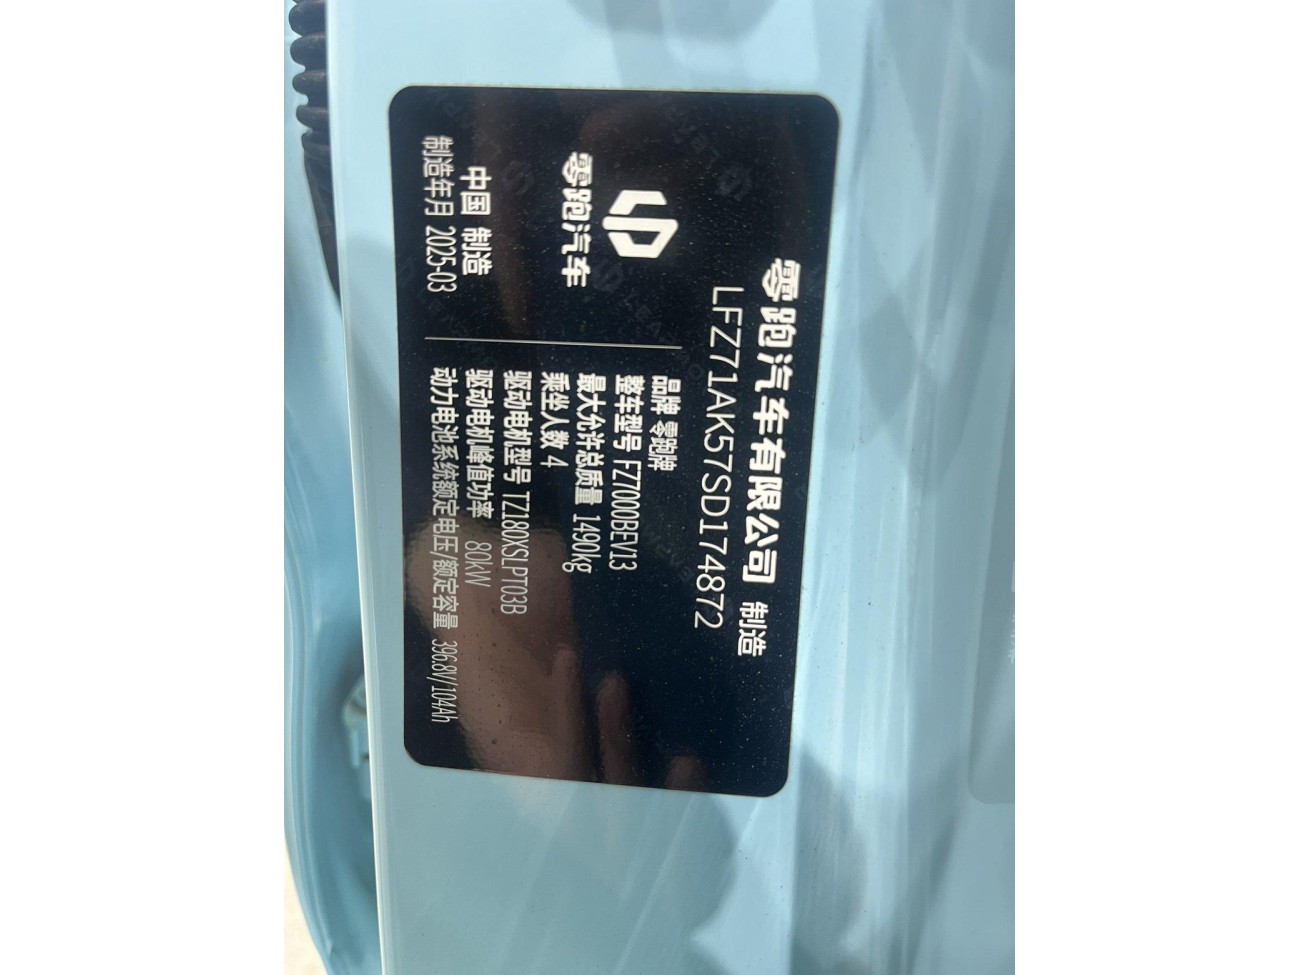 零跑汽车有限公司 制造
LFZ71AK57SD174872
零跑汽车
中国 制造
制造年月 2025-03
品牌 零跑牌
整车型号 FZ7000BEV13
最大允许总质量 1490kg
乘坐人数 4
驱动电机型号 TZ180XSLPT03B
驱动电机峰值功率 80kW
动力电池系统额定电压/额定容量 396.8V/104Ah